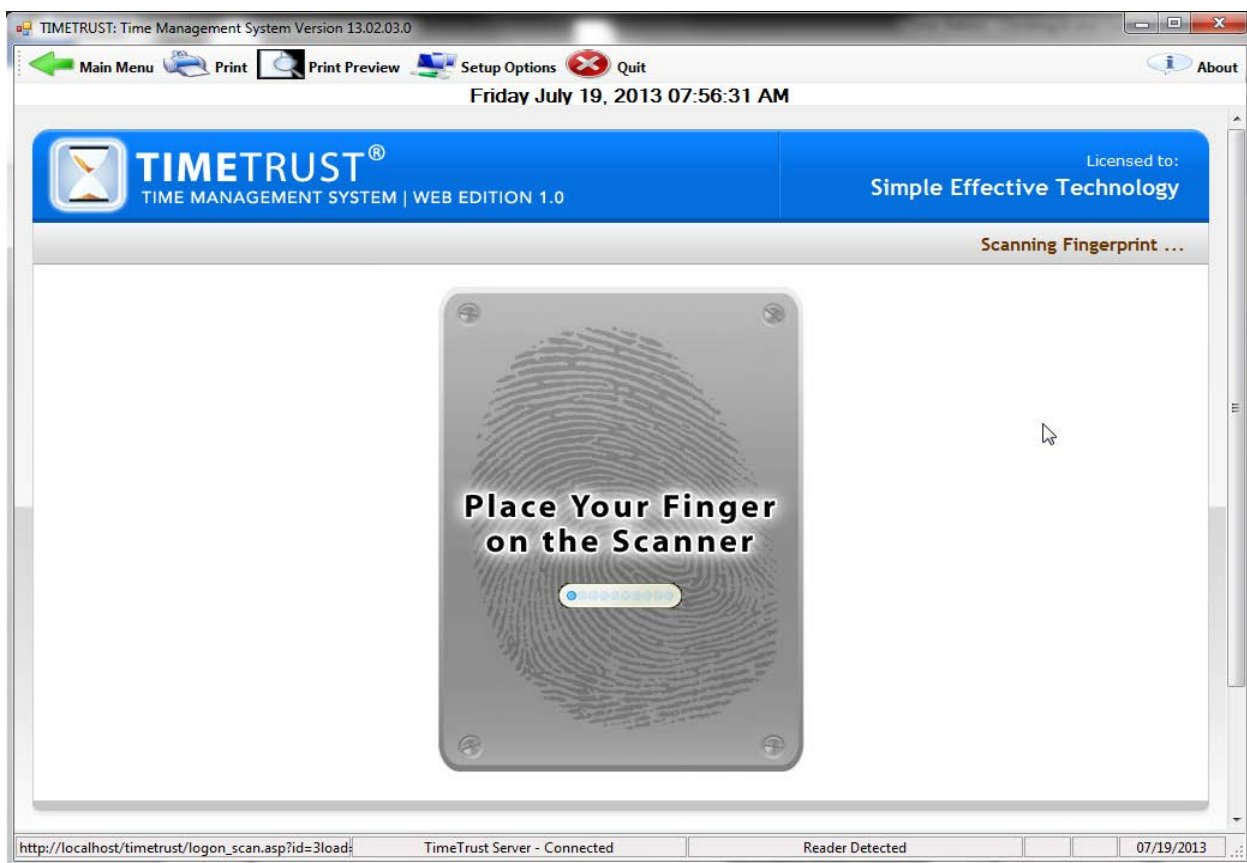 TIMETRUST: Time Management System Version 13.02.03.0
Main Menu Print Print Preview Setup Options Quit About
Friday July 19, 2013 07:56:31 AM
TIMETRUST®
TIME MANAGEMENT SYSTEM | WEB EDITION 1.0
Licensed to:
Simple Effective Technology
Scanning Fingerprint ...
Place Your Finger
on the Scanner
http://localhost/timetrust/logon_scan.asp?id=3load: TimeTrust Server - Connected Reader Detected 07/19/2013